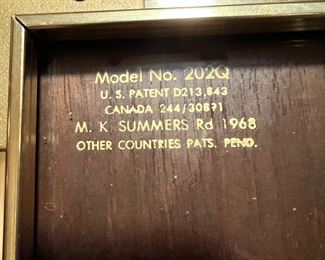 Model No. 202Q
U. S. PATENT D213,843
CANADA 244/30891
M. K. SUMMERS Rd 1968
OTHER COUNTRIES PATS. PEND.